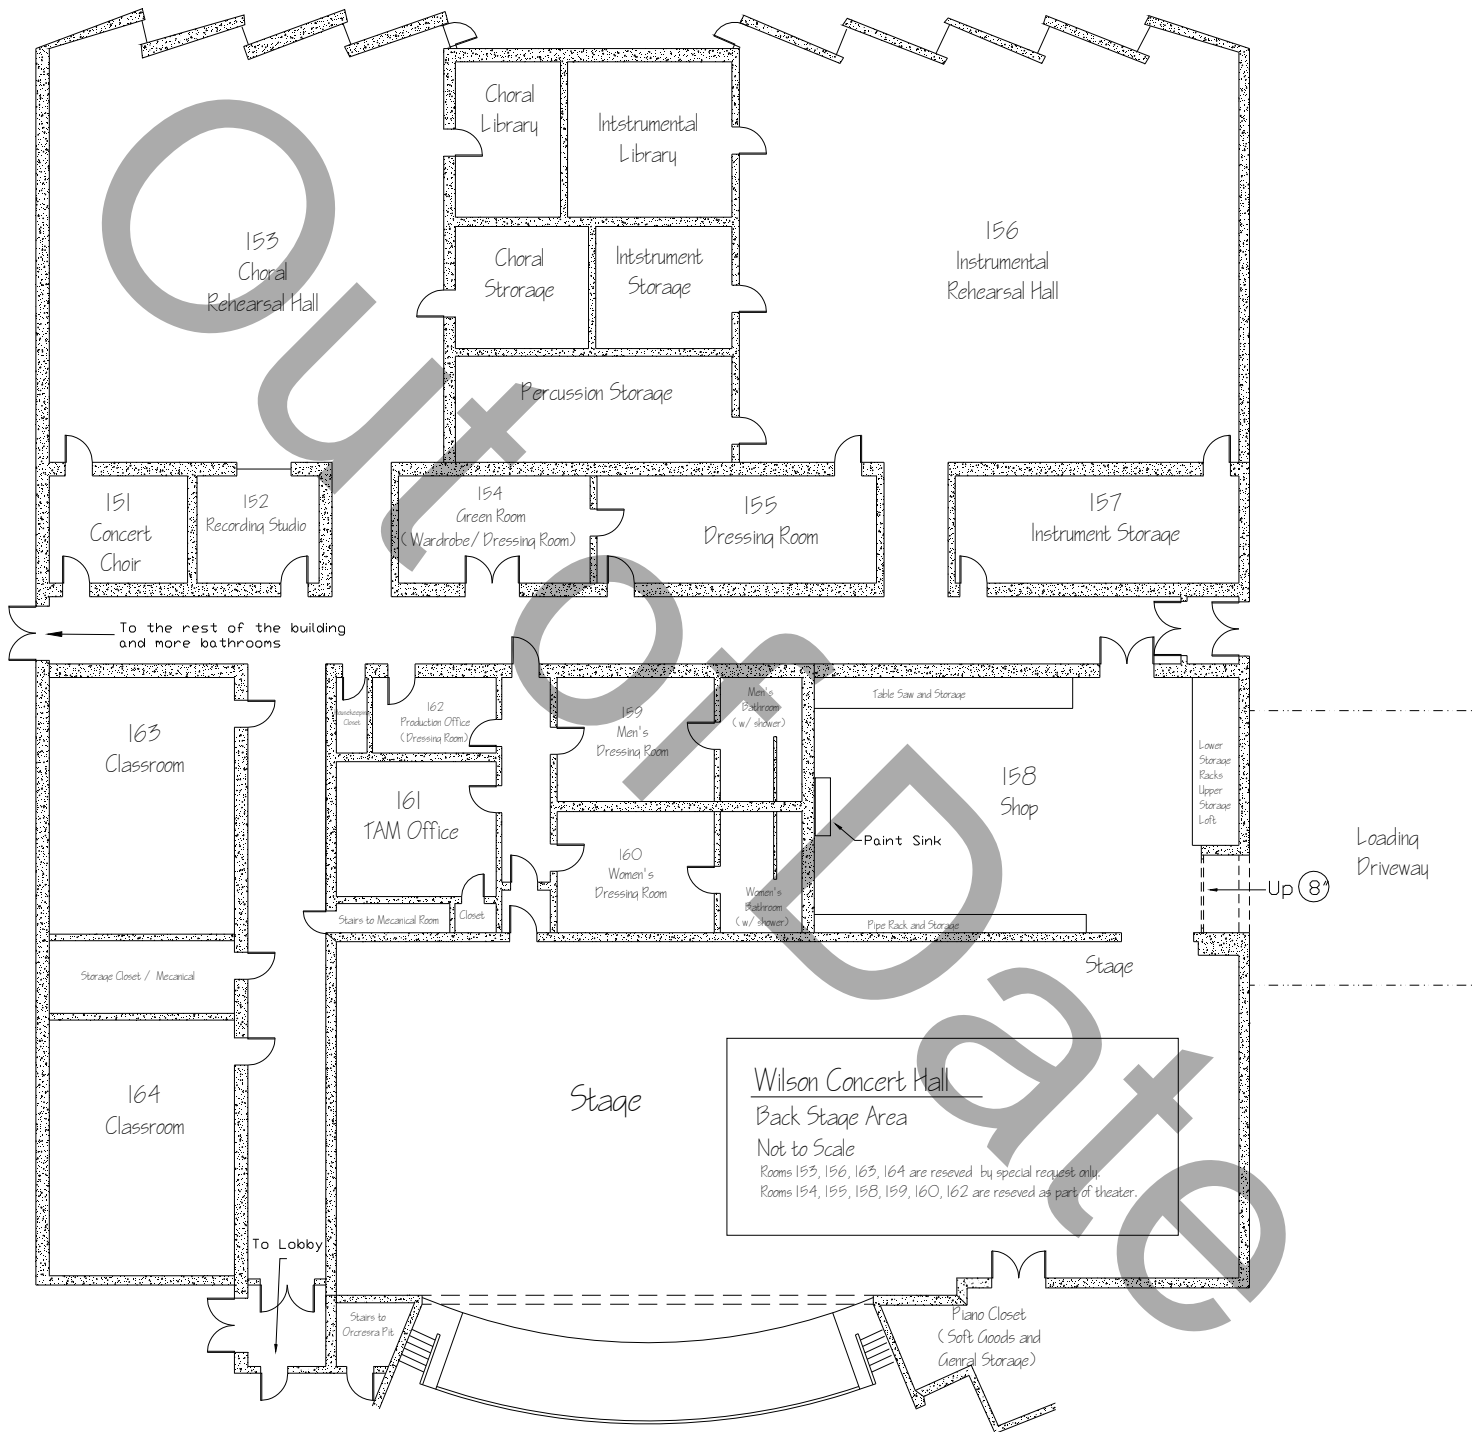 Choral
Library
Intstrumental
Library
153
Choral
Rehearsal Hall
Choral
Strorage
Intstrument
Storage
156
Instrumental
Rehearsal Hall
Percussion Storage
151
Concert
Choir
152
Recording Studio
154
Green Room
(Wardrobe/ Dressing Room)
155
Dressing Room
157
Instrument Storage
To the rest of the building
and more bathrooms
163
Classroom
Housekeeping
Closet
162
Production Office
(Dressing Room)
159
Men's
Dressing Room
Men's
Bathroom
(w/ shower)
Table Saw and Storage
161
TAM Office
158
Shop
Lower
Storage
Racks
Upper
Storage
Loft
Paint Sink
160
Women's
Dressing Room
Women's
Bathroom
(w/ shower)
Loading
Driveway
Up 8"
Stairs to Mecanical Room
Closet
Pipe Rack and Storage
Storage Closet / Mecanical
Stage
164
Classroom
Stage
Wilson Concert Hall
Back Stage Area
Not to Scale
Rooms 153, 156, 163, 164 are reseved by special request only.
Rooms 154, 155, 158, 159, 160, 162 are reseved as part of theater.
To Lobby
Stairs to
Orcresra Pit
Piano Closet
(Soft Goods and
Genral Storage)
Out of Date